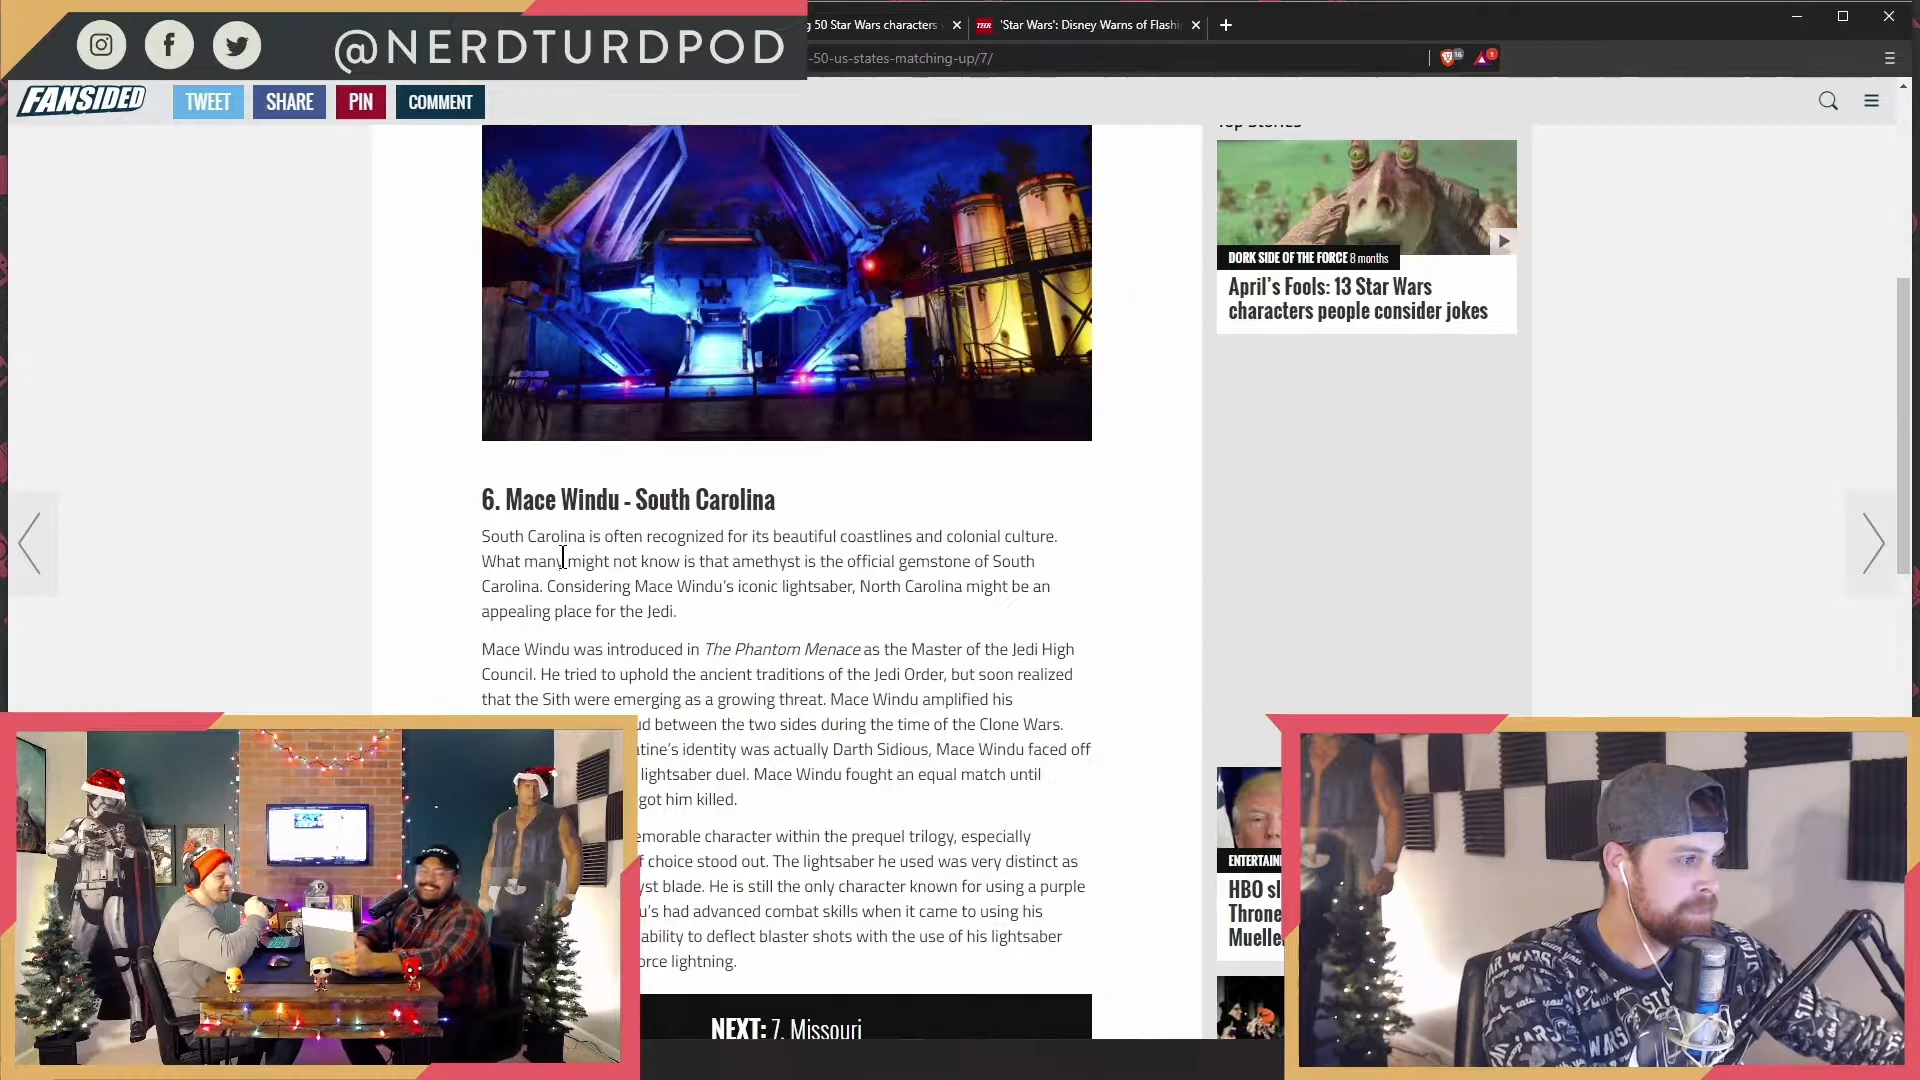 @NERDTURDPOD
g 50 Star Wars characters
THR 'Star Wars': Disney Warns of Flashi
-50-us-states-matching-up/7/
16
1
FANSIDED
TWEET
SHARE
PIN
COMMENT
Top Stories
DORK SIDE OF THE FORCE 8 months
April's Fools: 13 Star Wars
characters people consider jokes
6. Mace Windu - South Carolina
South Carolina is often recognized for its beautiful coastlines and colonial culture.
What many might not know is that amethyst is the official gemstone of South
Carolina. Considering Mace Windu's iconic lightsaber, North Carolina might be an
appealing place for the Jedi.
Mace Windu was introduced in The Phantom Menace as the Master of the Jedi High
Council. He tried to uphold the ancient traditions of the Jedi Order, but soon realized
that the Sith were emerging as a growing threat. Mace Windu amplified his
ud between the two sides during the time of the Clone Wars.
atine's identity was actually Darth Sidious, Mace Windu faced off
lightsaber duel. Mace Windu fought an equal match until
got him killed.
emorable character within the prequel trilogy, especially
f choice stood out. The lightsaber he used was very distinct as
yst blade. He is still the only character known for using a purple
u's had advanced combat skills when it came to using his
ability to deflect blaster shots with the use of his lightsaber
orce lightning.
NEXT: 7. Missouri
ENTERTAIN
HBO sl
Throne
Muelle
STAR WARS